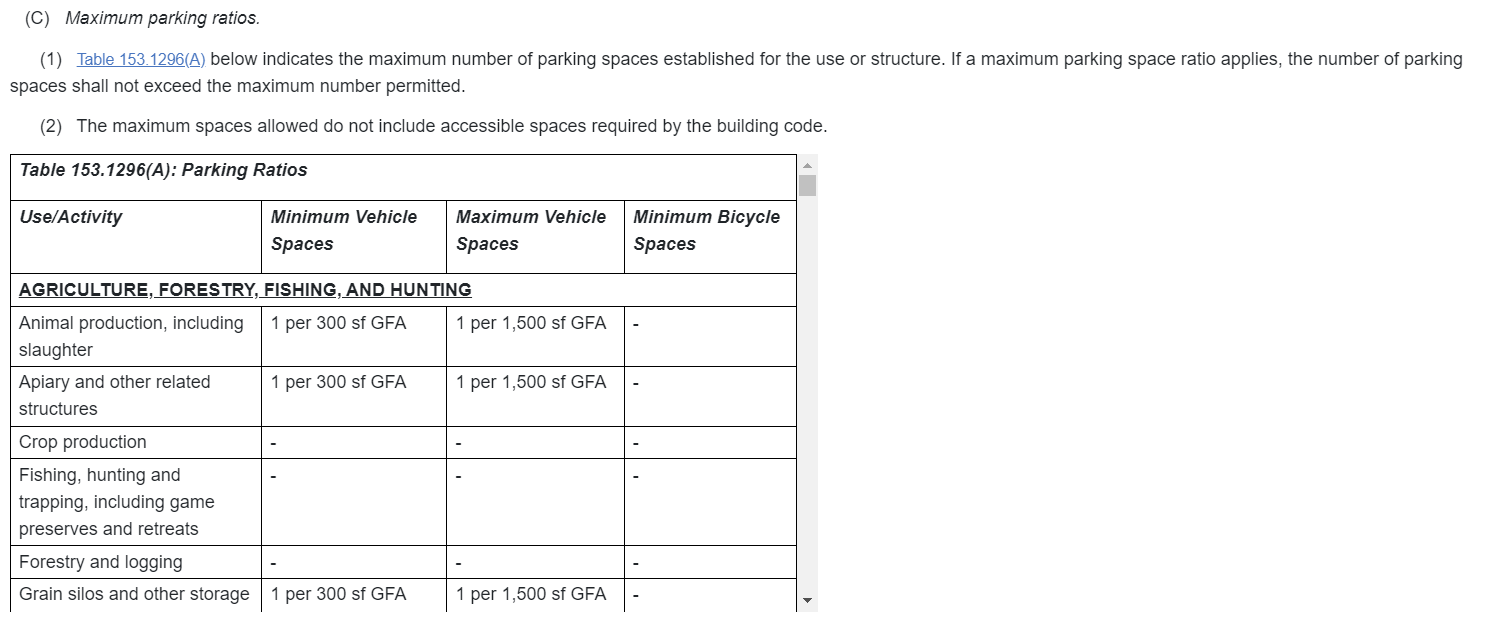 (C) Maximum parking ratios.
(1) Table 153.1296(A) below indicates the maximum number of parking spaces established for the use or structure. If a maximum parking space ratio applies, the number of parking
spaces shall not exceed the maximum number permitted.
(2) The maximum spaces allowed do not include accessible spaces required by the building code.
Table 153.1296(A): Parking Ratios
Use/Activity Minimum Vehicle Maximum Vehicle Minimum Bicycle
Spaces Spaces Spaces
AGRICULTURE, FORESTRY, FISHING, AND HUNTING
Animal production, including 1 per 300 sf GFA 1 per 1,500 sf GFA -
slaughter
Apiary and other related 1 per 300 sf GFA 1 per 1,500 sf GFA -
structures
Crop production - - -
Fishing, hunting and - - -
trapping, including game
preserves and retreats
Forestry and logging - - -
Grain silos and other storage 1 per 300 sf GFA 1 per 1,500 sf GFA -